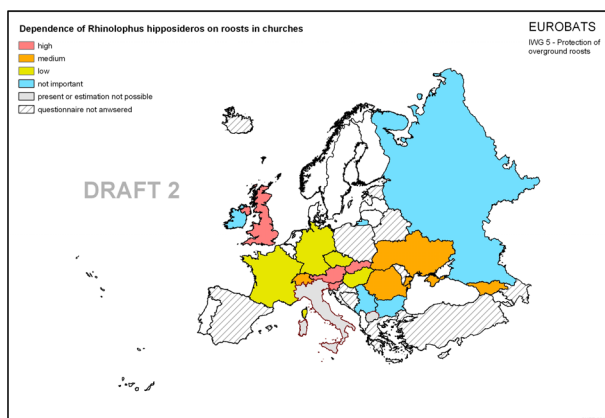 Dependence of Rhinolophus hipposideros on roosts in churches
high
medium
low
not important
present or estimation not possible
questionnaire not anwsered
EUROBATS
IWG 5 - Protection of
overground roosts
DRAFT 2